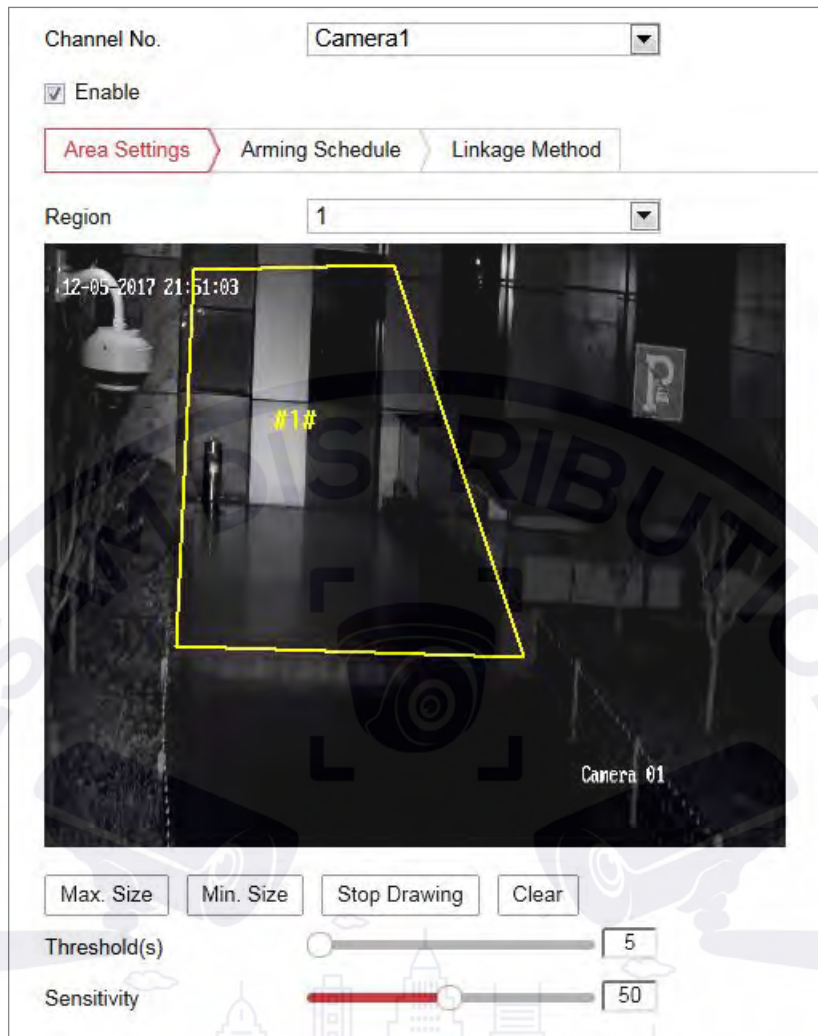 Channel No. Camera1
Enable
Area Settings Arming Schedule Linkage Method
Region 1
12-05-2017 21:51:03
P
#1#
DISTRIBUTIO
Camera 01
Max. Size Min. Size Stop Drawing Clear
Threshold(s) 5
Sensitivity 50